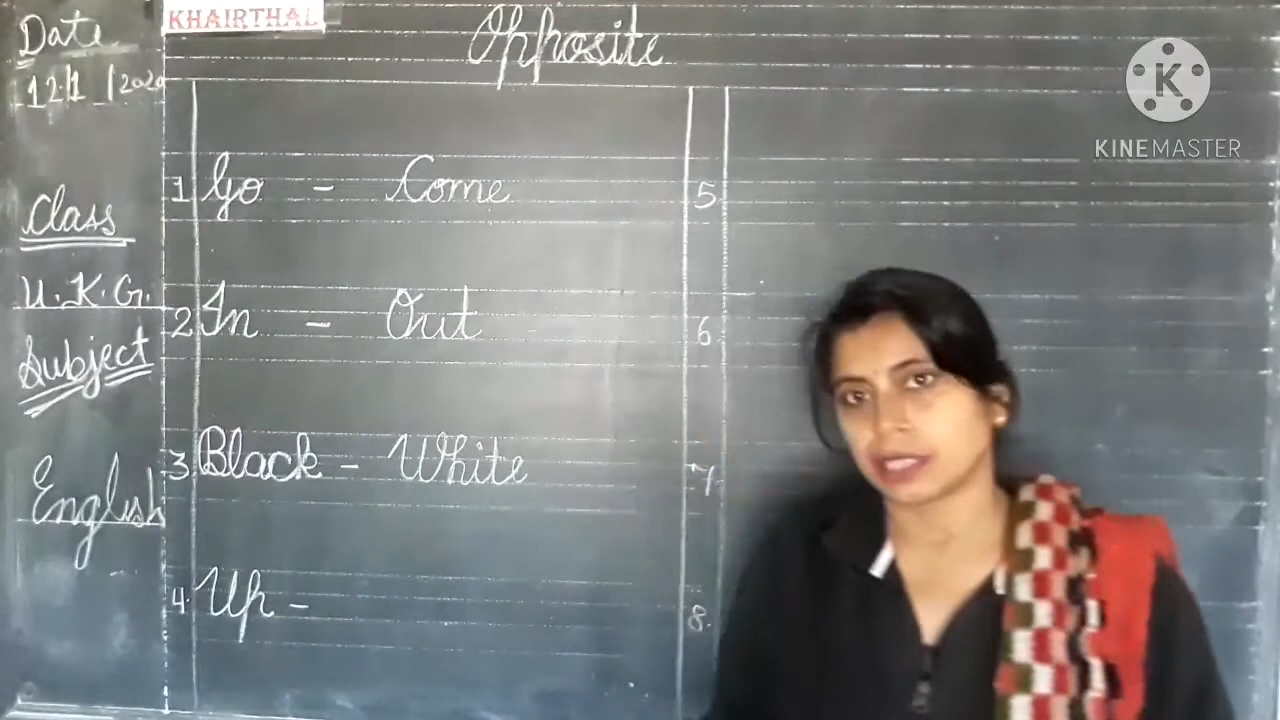 Date
12/1/2020
Class
U.K.G.
Subject
English
KHAIRTHAL
Opposite
1 Go - Come
2 In - Out
3 Black - White
4. Up -
5
6
7.
8.
KINEMASTER